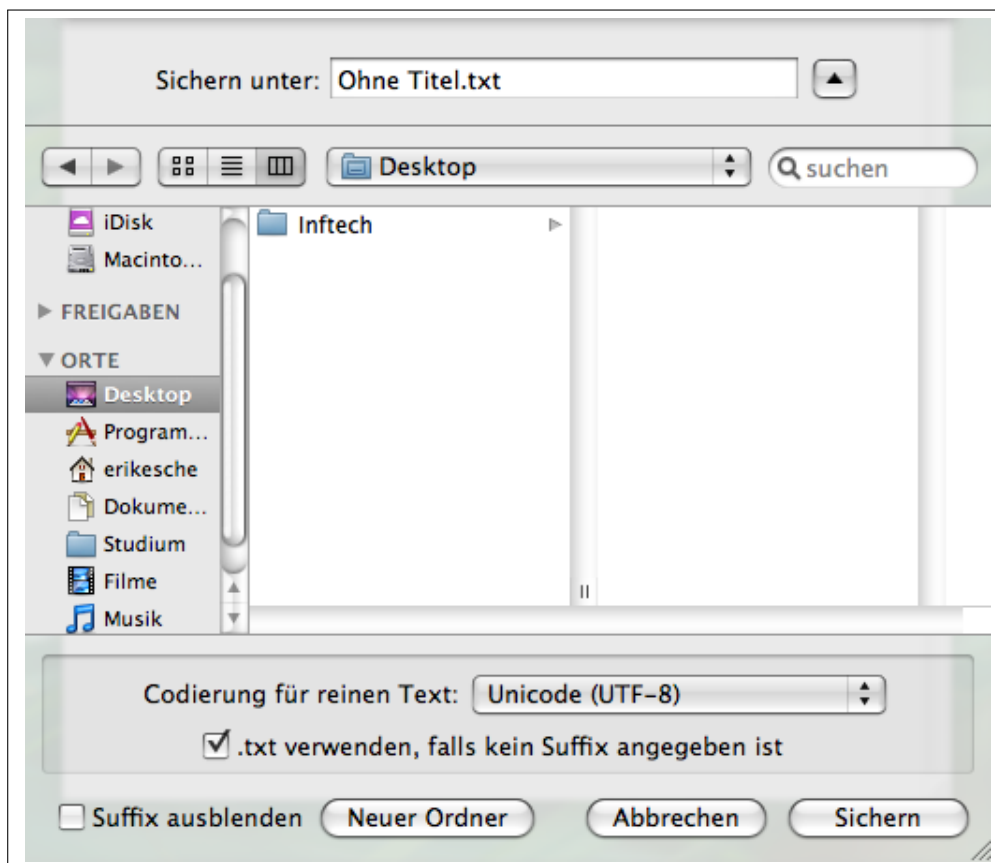 Sichern unter: Ohne Titel.txt
Desktop
suchen
iDisk
Macinto...
FREIGABEN
ORTE
Desktop
Program...
erikesche
Dokume...
Studium
Filme
Musik
Inftech
Codierung für reinen Text: Unicode (UTF-8)
.txt verwenden, falls kein Suffix angegeben ist
Suffix ausblenden Neuer Ordner Abbrechen Sichern